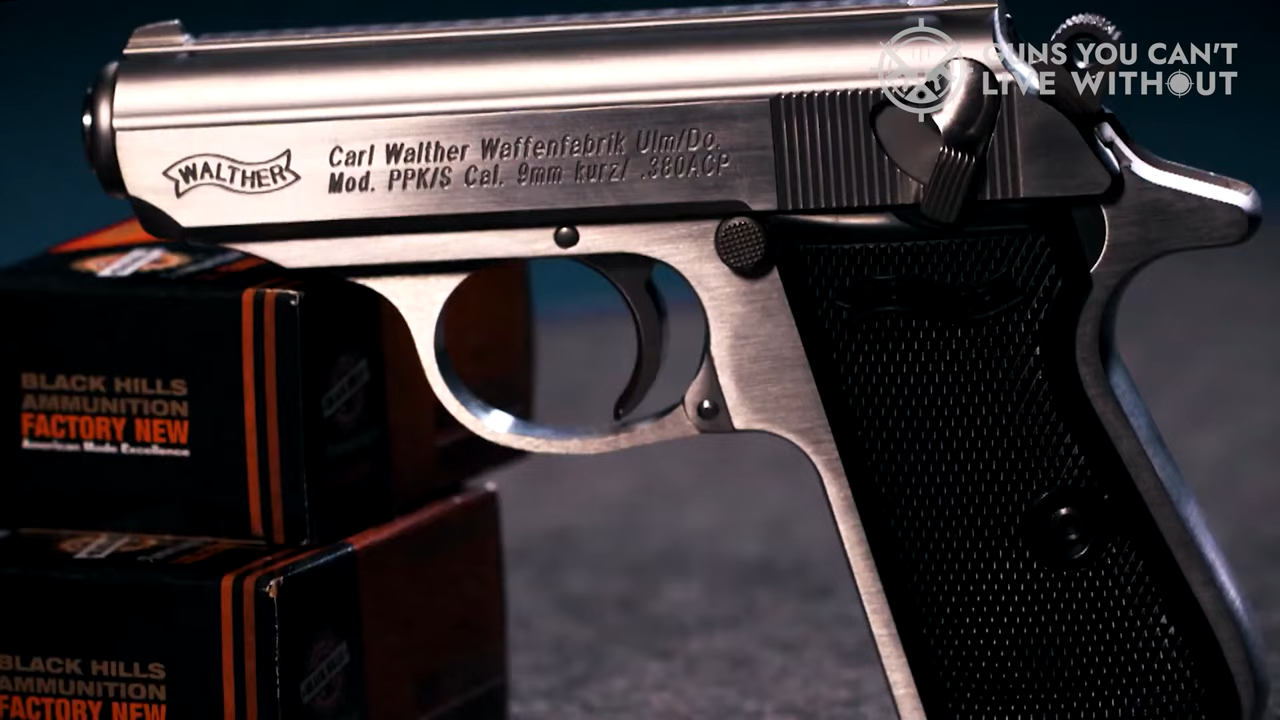 GUNS YOU CAN'T
LIVE WITHOUT
WALTHER
Carl Walther Waffenfabrik Ulm/Do.
Mod. PPK/S Cal. 9mm kurz/ .380ACP
BLACK HILLS
AMMUNITION
FACTORY NEW
American Made Excellence
BLACK HILLS
AMMUNITION
FACTORY NEW